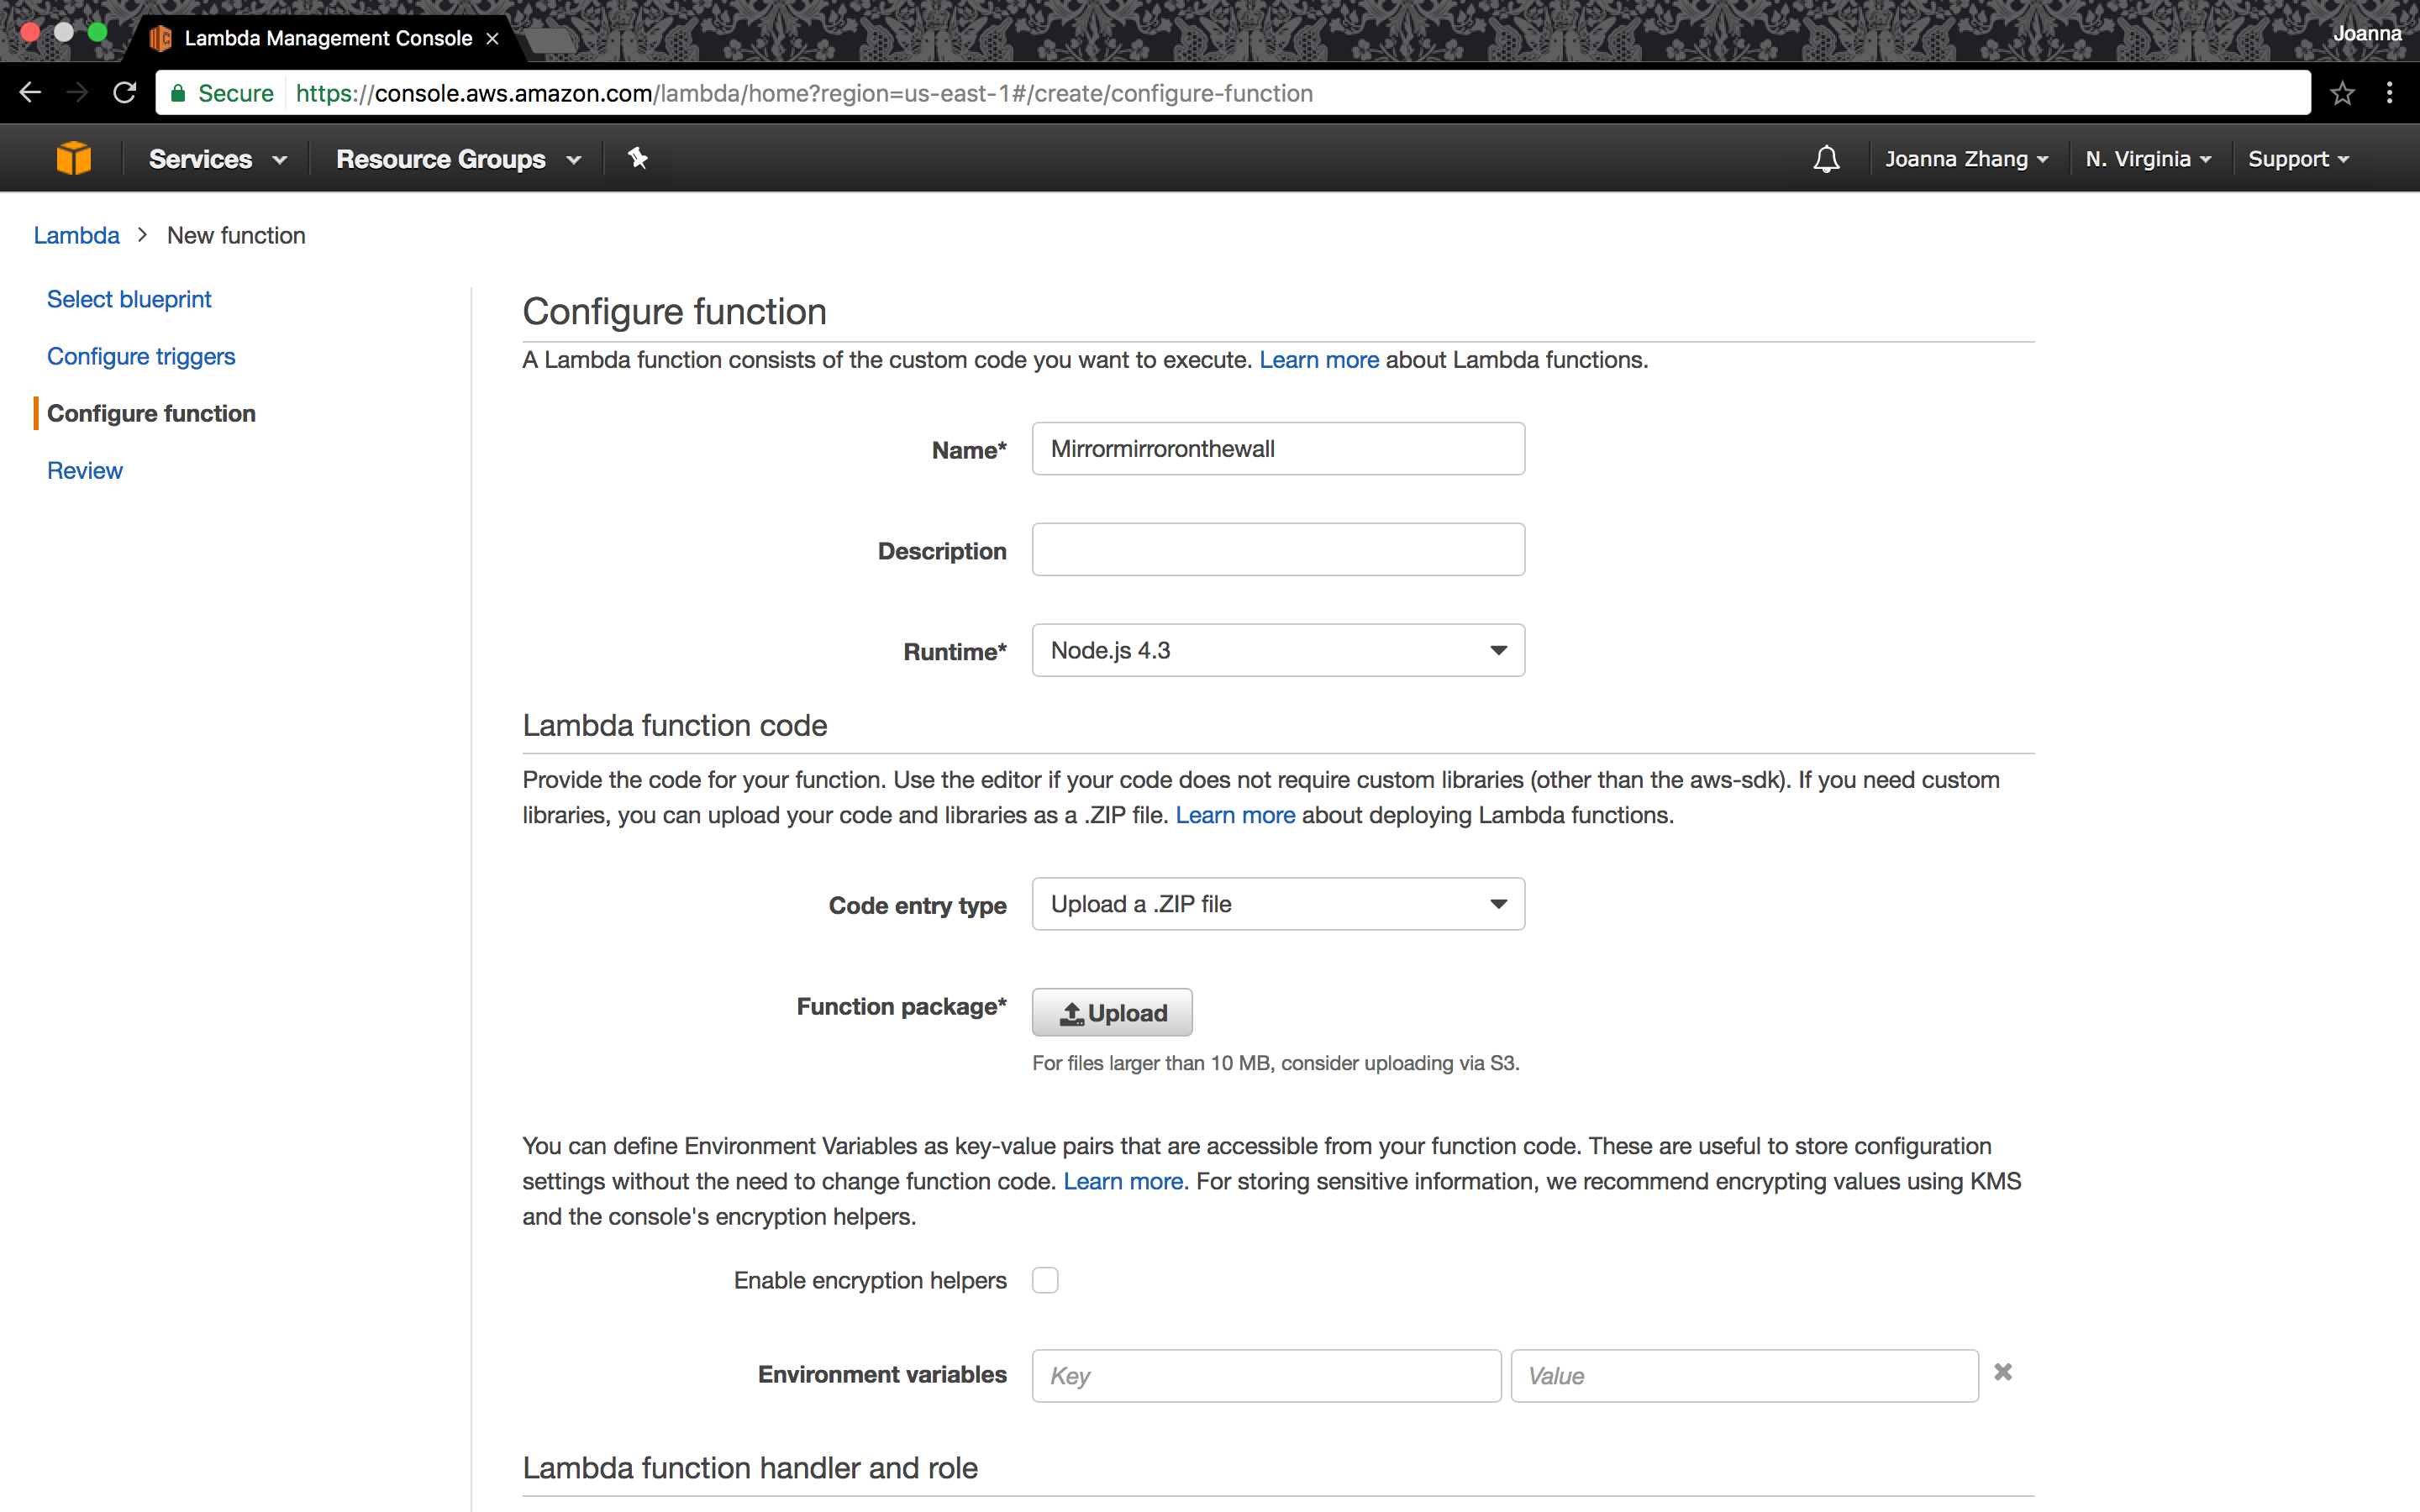 Lambda Management Console
Joanna
Secure https://console.aws.amazon.com/lambda/home?region=us-east-1#/create/configure-function
Services Resource Groups Joanna Zhang N. Virginia Support
Lambda > New function
Select blueprint
Configure triggers
Configure function
Review
Configure function
A Lambda function consists of the custom code you want to execute. Learn more about Lambda functions.
Name* Mirrormirroronthewall
Description
Runtime* Node.js 4.3
Lambda function code
Provide the code for your function. Use the editor if your code does not require custom libraries (other than the aws-sdk). If you need custom
libraries, you can upload your code and libraries as a .ZIP file. Learn more about deploying Lambda functions.
Code entry type Upload a .ZIP file
Function package* Upload
For files larger than 10 MB, consider uploading via S3.
You can define Environment Variables as key-value pairs that are accessible from your function code. These are useful to store configuration
settings without the need to change function code. Learn more. For storing sensitive information, we recommend encrypting values using KMS
and the console's encryption helpers.
Enable encryption helpers
Environment variables Key Value
Lambda function handler and role